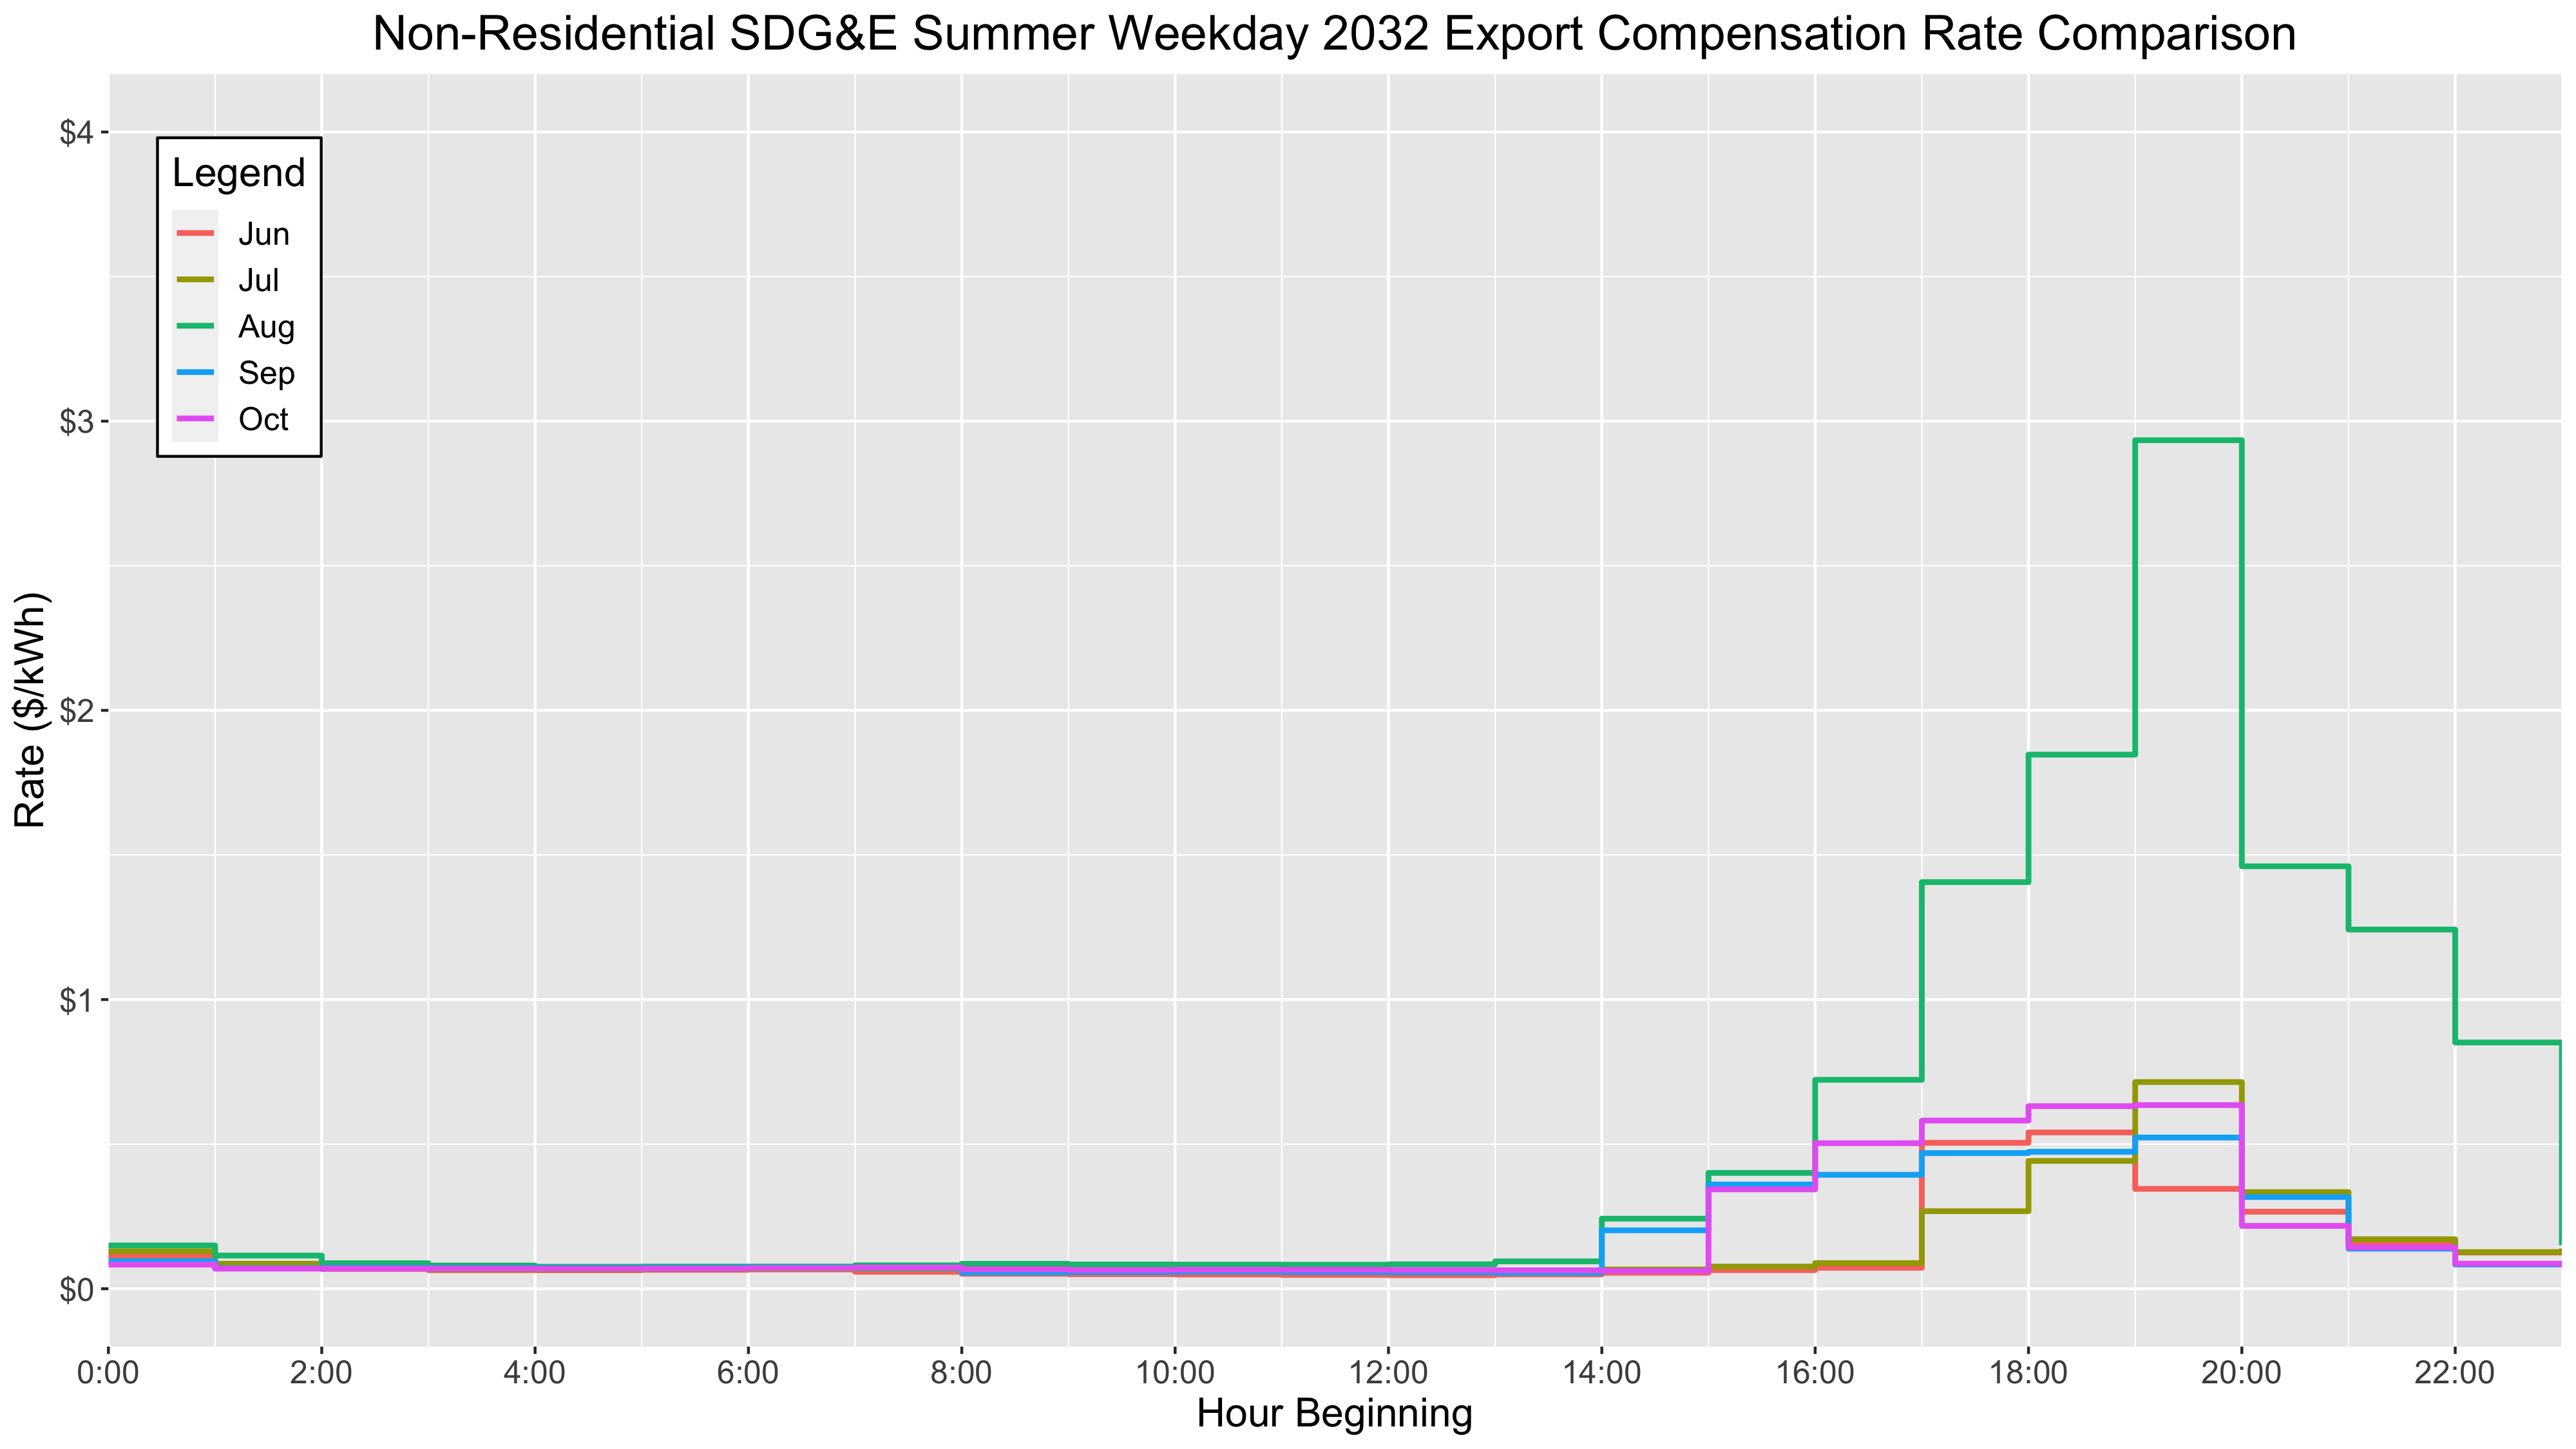 Non-Residential SDG&E Summer Weekday 2032 Export Compensation Rate Comparison
$4
$3
$2
$1
$0
Rate ($/kWh)
Legend
Jun
Jul
Aug
Sep
Oct
0:00 2:00 4:00 6:00 8:00 10:00 12:00 14:00 16:00 18:00 20:00 22:00
Hour Beginning